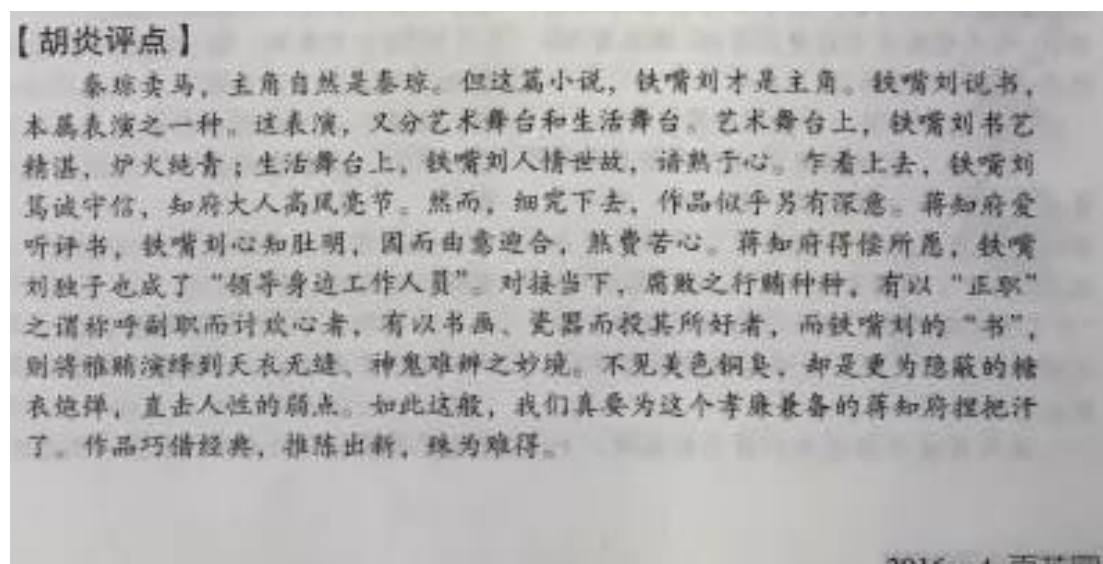 【胡炎评点】
秦琼卖马，主角自然是秦琼。但这篇小说，铁嘴刘才是主角。铁嘴刘说书，
本属表演之一种。这表演，又分艺术舞台和生活舞台。艺术舞台上，铁嘴刘书艺
精湛，炉火纯青；生活舞台上，铁嘴刘人情世故，谙熟于心。乍看上去，铁嘴刘
笃诚守信，知府大人高风亮节。然而，细究下去，作品似乎另有深意。蒋知府爱
听评书，铁嘴刘心知肚明，因而曲意迎合，煞费苦心。蒋知府得偿所愿，铁嘴
刘独子也成了“领导身边工作人员”。对接当下，腐败之行贿种种，有以“正职”
之谓称呼副职而讨欢心者，有以书画、瓷器而投其所好者，而铁嘴刘的“书”，
则将雅贿演绎到天衣无缝、神鬼难辨之妙境。不见美色铜臭，却是更为隐蔽的糖
衣炮弹，直击人性的弱点。如此这般，我们真要为这个孝廉兼备的蒋知府捏把汗
了。作品巧借经典，推陈出新，殊为难得。